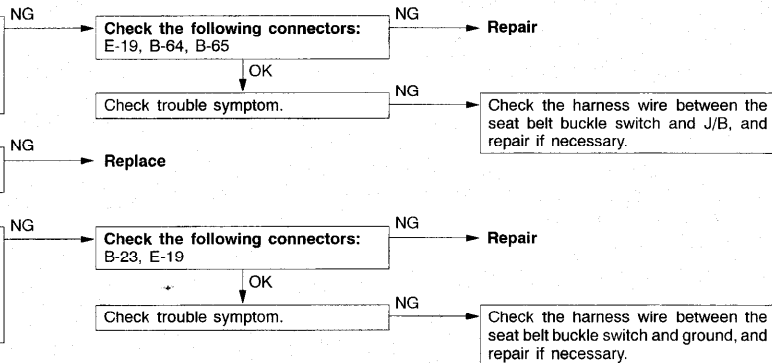 NG
Check the following connectors:
E-19, B-64, B-65
NG
Repair
OK
Check trouble symptom.
NG
Check the harness wire between the
seat belt buckle switch and J/B, and
repair if necessary.
NG
Replace
NG
Check the following connectors:
B-23, E-19
NG
Repair
OK
Check trouble symptom.
NG
Check the harness wire between the
seat belt buckle switch and ground, and
repair if necessary.